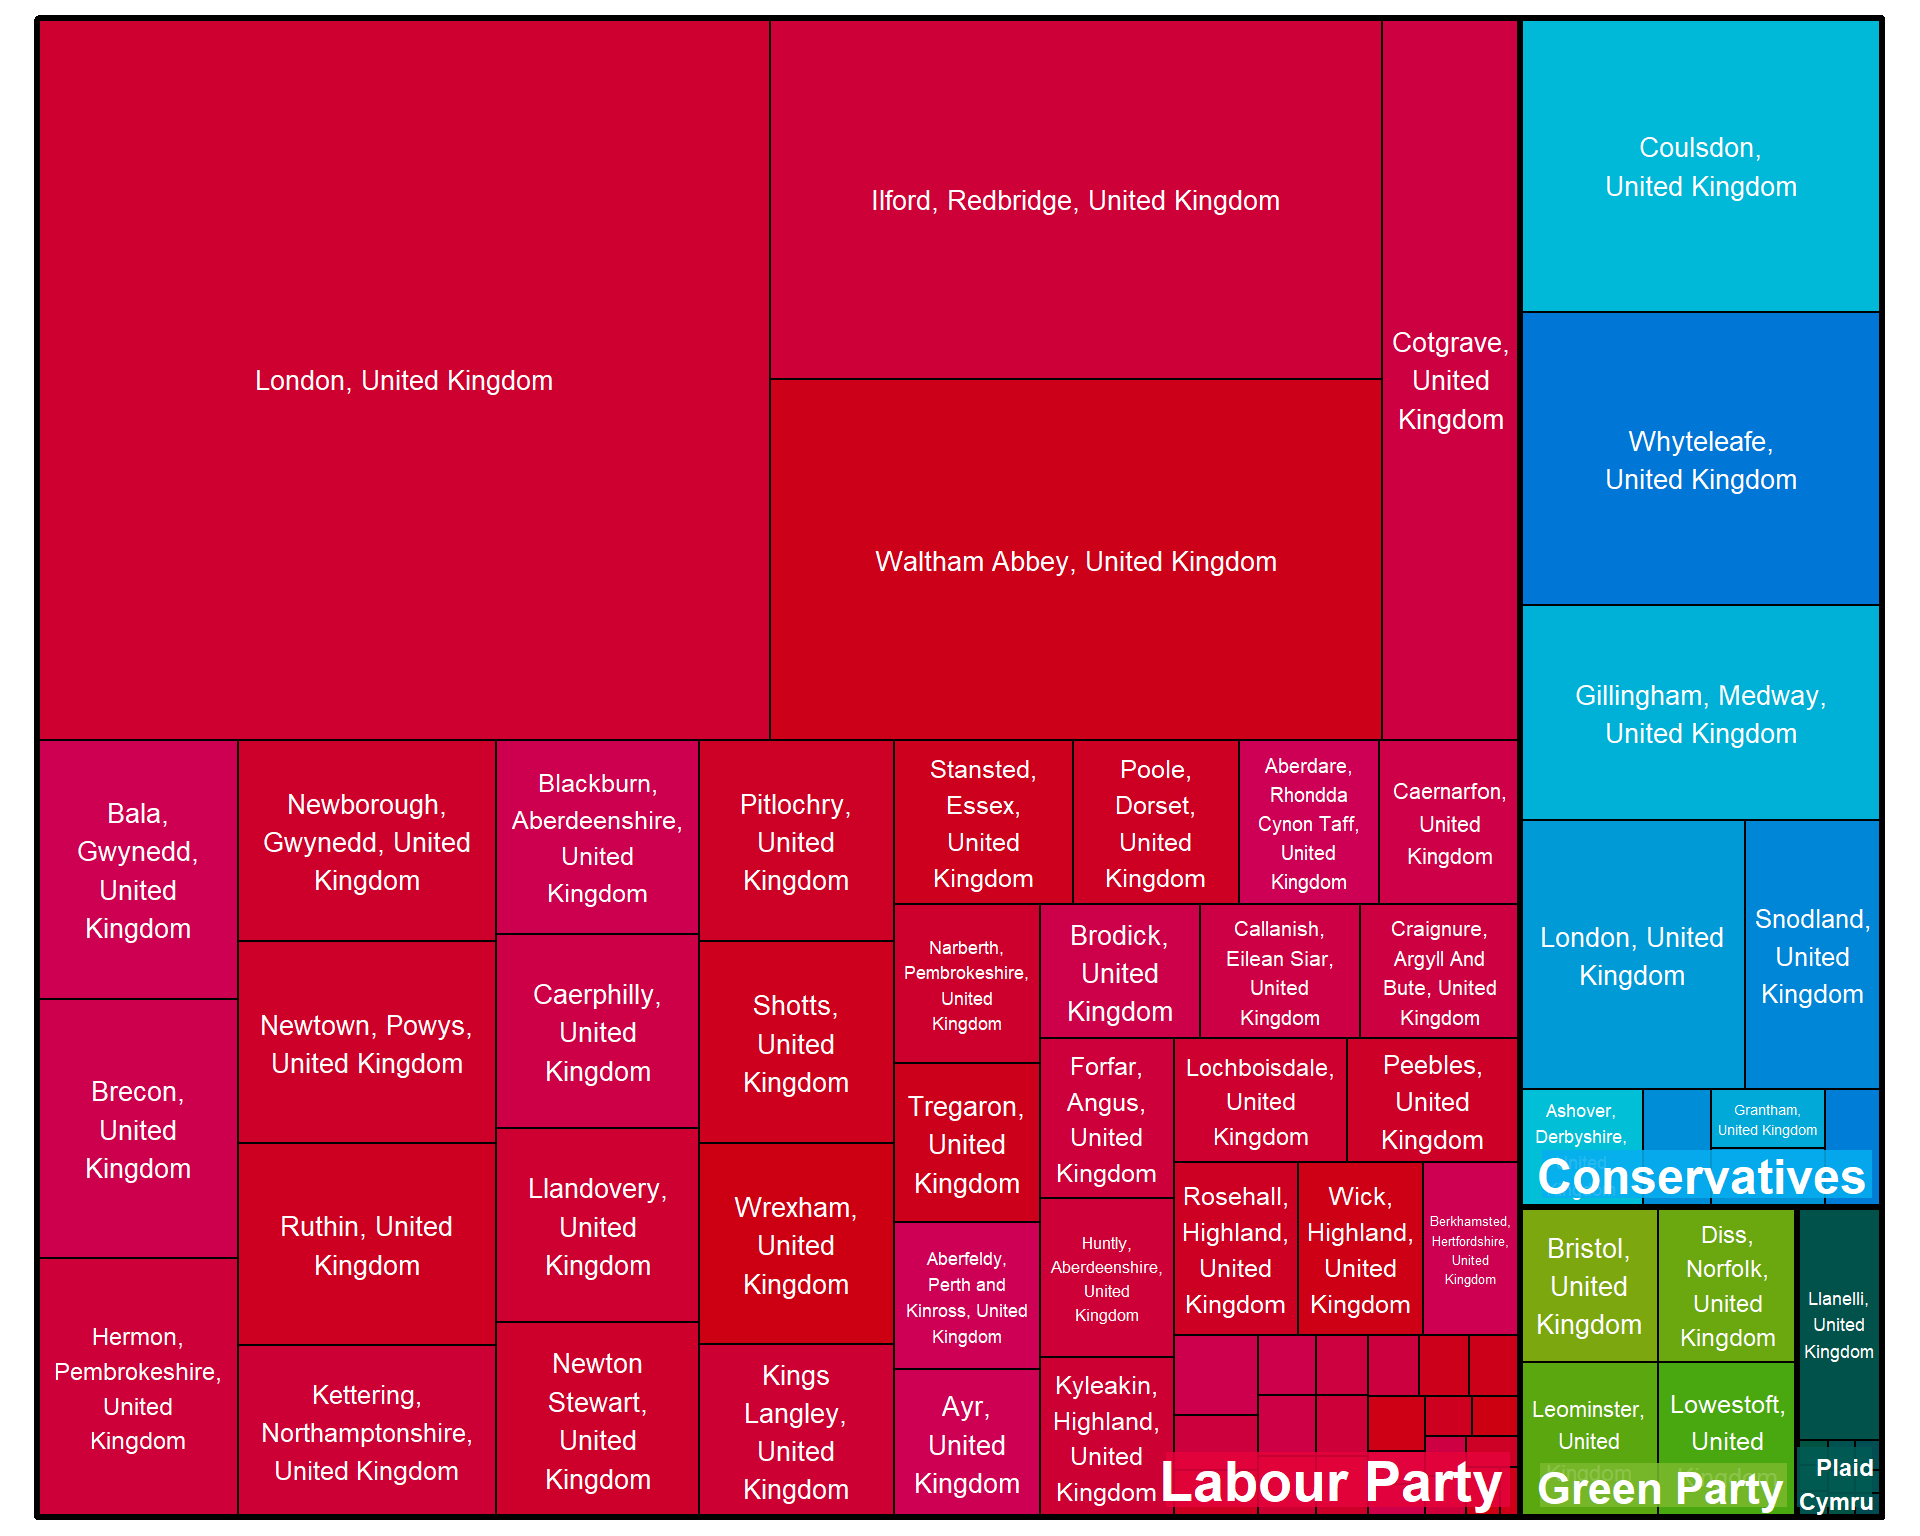 London, United Kingdom
Ilford, Redbridge, United Kingdom
Waltham Abbey, United Kingdom
Cotgrave,
United
Kingdom
Bala,
Gwynedd,
United
Kingdom
Brecon,
United
Kingdom
Hermon,
Pembrokeshire,
United
Kingdom
Newborough,
Gwynedd, United
Kingdom
Newtown, Powys,
United Kingdom
Ruthin, United
Kingdom
Kettering,
Northamptonshire,
United Kingdom
Blackburn,
Aberdeenshire,
United
Kingdom
Caerphilly,
United
Kingdom
Llandovery,
United
Kingdom
Newton
Stewart,
United
Kingdom
Pitlochry,
United
Kingdom
Shotts,
United
Kingdom
Wrexham,
United
Kingdom
Kings
Langley,
United
Kingdom
Stansted,
Essex,
United
Kingdom
Poole,
Dorset,
United
Kingdom
Aberdare,
Rhondda
Cynon Taff,
United
Kingdom
Caernarfon,
United
Kingdom
Narberth,
Pembrokeshire,
United
Kingdom
Tregaron,
United
Kingdom
Aberfeldy,
Perth and
Kinross, United
Kingdom
Ayr,
United
Kingdom
Brodick,
United
Kingdom
Callanish,
Eilean Siar,
United
Kingdom
Craignure,
Argyll And
Bute, United
Kingdom
Forfar,
Angus,
United
Kingdom
Huntly,
Aberdeenshire,
United
Kingdom
Kyleakin,
Highland,
United
Kingdom
Lochboisdale,
United
Kingdom
Peebles,
United
Kingdom
Rosehall,
Highland,
United
Kingdom
Wick,
Highland,
United
Kingdom
Berkhamsted,
Hertfordshire,
United
Kingdom
Labour Party
Coulsdon,
United Kingdom
Whyteleafe,
United Kingdom
Gillingham, Medway,
United Kingdom
London, United
Kingdom
Snodland,
United
Kingdom
Ashover,
Derbyshire,
United
Grantham,
United Kingdom
Conservatives
Bristol,
United
Kingdom
Diss,
Norfolk,
United
Kingdom
Leominster,
United
Kingdom
Lowestoft,
United
Kingdom
Green Party
Llanelli,
United
Kingdom
Plaid
Cymru